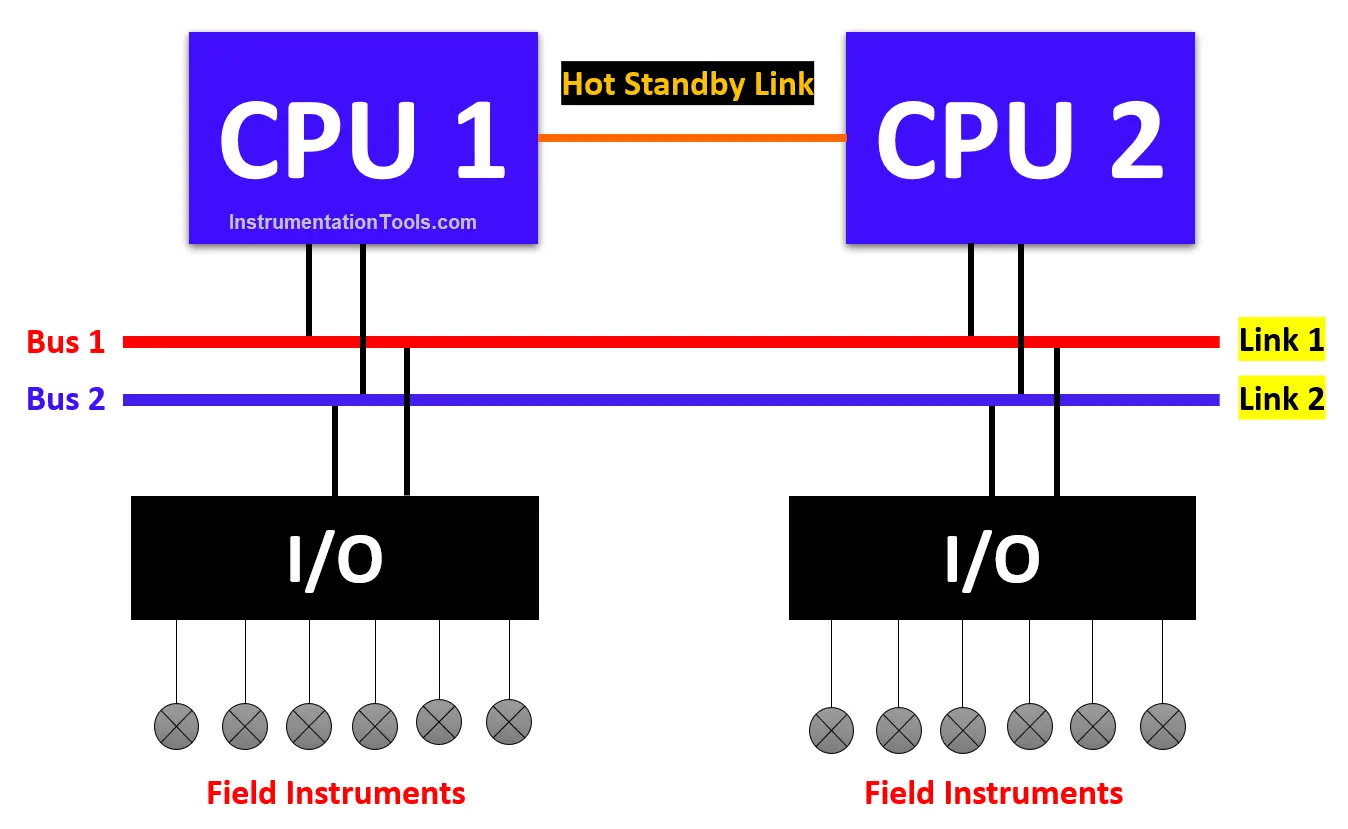 Hot Standby Link
CPU 1
CPU 2
InstrumentationTools.com
Bus 1
Link 1
Bus 2
Link 2
I/O
I/O
Field Instruments
Field Instruments